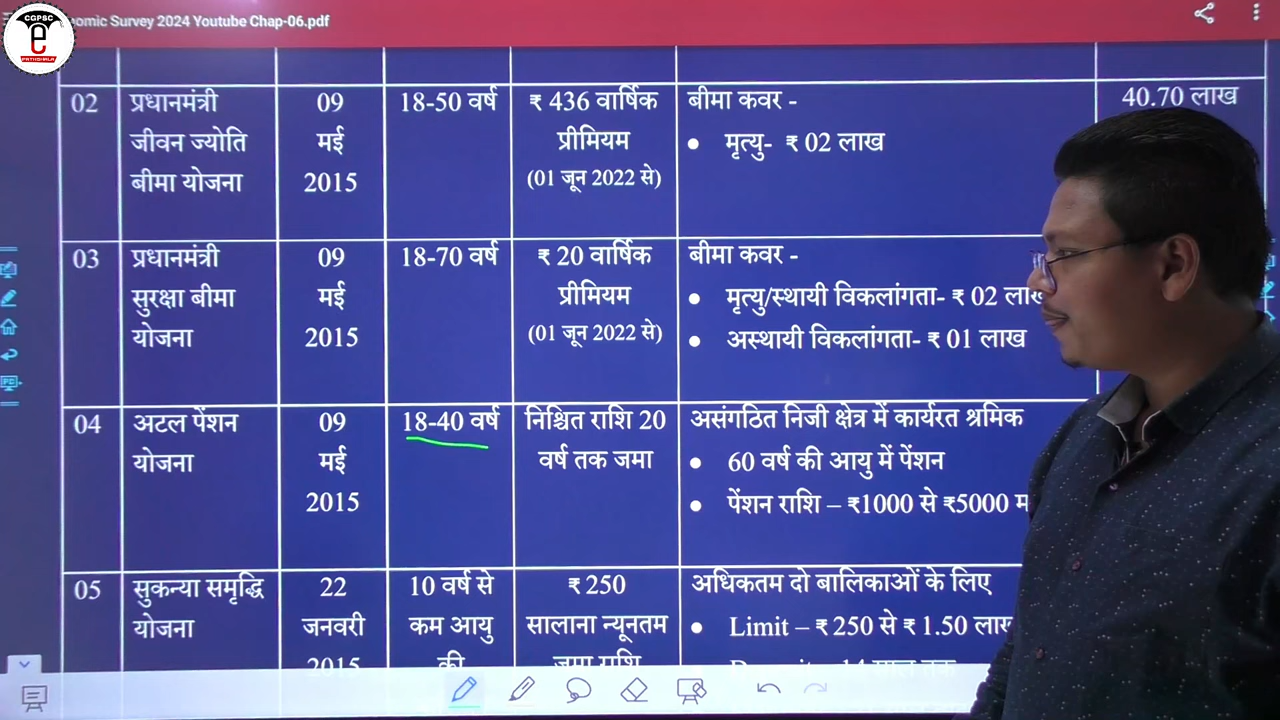 CGPSC
e
PATHSHALA
omic Survey 2024 Youtube Chap-06.pdf
02 प्रधानमंत्री जीवन ज्योति बीमा योजना 09 मई 2015 18-50 वर्ष ₹ 436 वार्षिक प्रीमियम (01 जून 2022 से) बीमा कवर - 40.70 लाख
• मृत्यु- ₹ 02 लाख
03 प्रधानमंत्री सुरक्षा बीमा योजना 09 मई 2015 18-70 वर्ष ₹ 20 वार्षिक प्रीमियम (01 जून 2022 से) बीमा कवर -
• मृत्यु/स्थायी विकलांगता- ₹ 02 लाख
• अस्थायी विकलांगता- ₹ 01 लाख
04 अटल पेंशन योजना 09 मई 2015 18-40 वर्ष निश्चित राशि 20 वर्ष तक जमा असंगठित निजी क्षेत्र में कार्यरत श्रमिक
• 60 वर्ष की आयु में पेंशन
• पेंशन राशि – ₹1000 से ₹5000
05 सुकन्या समृद्धि योजना 22 जनवरी 2015 10 वर्ष से कम आयु की ₹ 250 सालाना न्यूनतम जमा राशि अधिकतम दो बालिकाओं के लिए
• Limit – ₹ 250 से ₹ 1.50 लाख